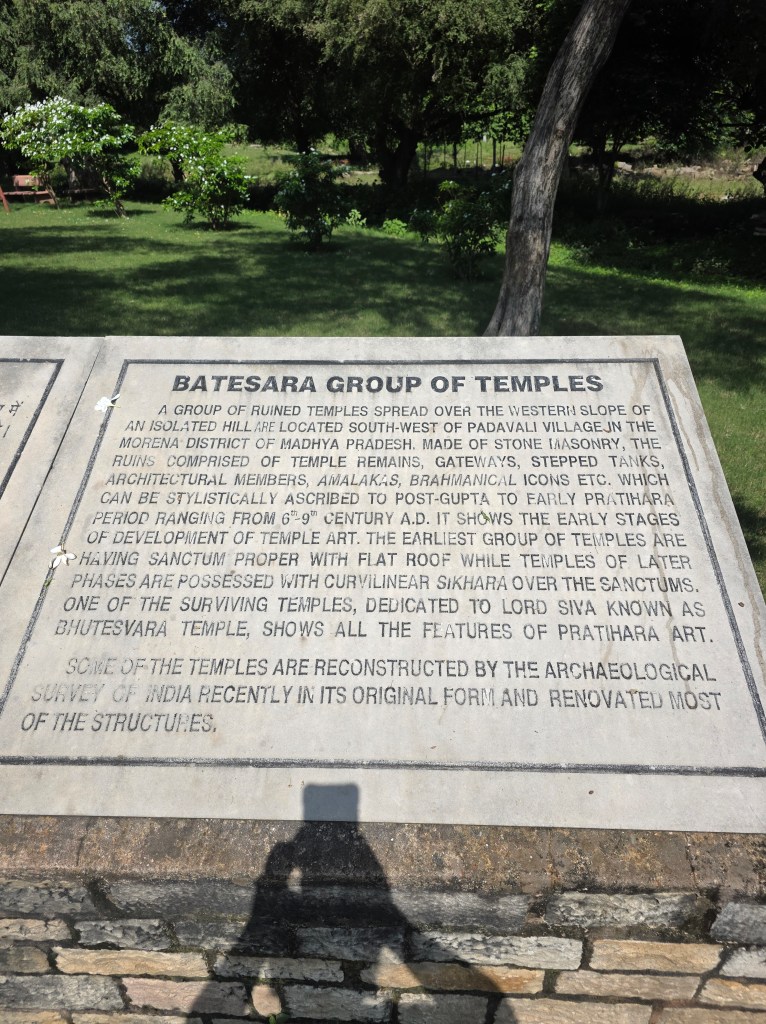 BATESARA GROUP OF TEMPLES
A GROUP OF RUINED TEMPLES SPREAD OVER THE WESTERN SLOPE OF
AN ISOLATED HILL ARE LOCATED SOUTH-WEST OF PADAVALI VILLAGE,IN THE
MORENA DISTRICT OF MADHYA PRADESH. MADE OF STONE MASONRY, THE
RUINS COMPRISED OF TEMPLE REMAINS, GATEWAYS, STEPPED TANKS,
ARCHITECTURAL MEMBERS, AMALAKAS, BRAHMANICAL ICONS ETC. WHICH
CAN BE STYLISTICALLY ASCRIBED TO POST-GUPTA TO EARLY PRATIHARA
PERIOD RANGING FROM 6th-9th CENTURY A.D. IT SHOWS THE EARLY STAGES
OF DEVELOPMENT OF TEMPLE ART. THE EARLIEST GROUP OF TEMPLES ARE
HAVING SANCTUM PROPER WITH FLAT ROOF WHILE TEMPLES OF LATER
PHASES ARE POSSESSED WITH CURVILINEAR SIKHARA OVER THE SANCTUMS.
ONE OF THE SURVIVING TEMPLES, DEDICATED TO LORD SIVA KNOWN AS
BHUTESVARA TEMPLE, SHOWS ALL THE FEATURES OF PRATIHARA ART.
SOME OF THE TEMPLES ARE RECONSTRUCTED BY THE ARCHAEOLOGICAL
SURVEY OF INDIA RECENTLY IN ITS ORIGINAL FORM AND RENOVATED MOST
OF THE STRUCTURES.